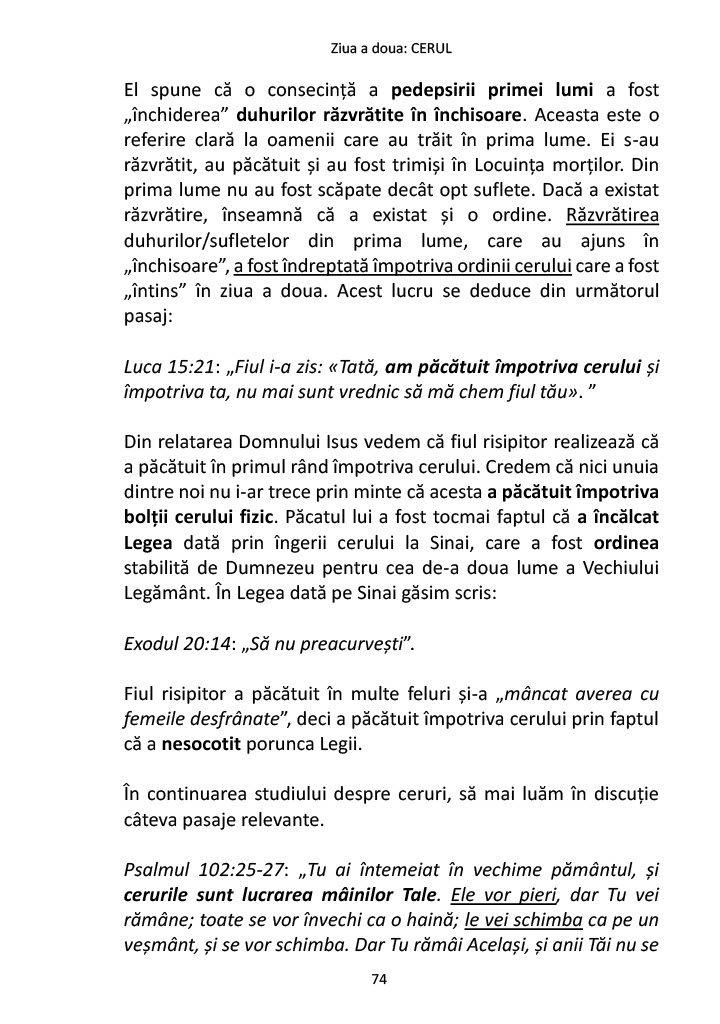 Ziua a doua: CERUL
El spune că o consecință a pedepsirii primei lumi a fost
„închiderea” duhurilor răzvrătite în închisoare. Aceasta este o
referire clară la oamenii care au trăit în prima lume. Ei s-au
răzvrătit, au păcătuit și au fost trimiși în Locuința morților. Din
prima lume nu au fost scăpate decât opt suflete. Dacă a existat
răzvrătire, înseamnă că a existat și o ordine. Răzvrătirea
duhurilor/sufletelor din prima lume, care au ajuns în
„închisoare”, a fost îndreptată împotriva ordinii cerului care a fost
„întins” în ziua a doua. Acest lucru se deduce din următorul
pasaj:
Luca 15:21: „Fiul i-a zis: «Tată, am păcătuit împotriva cerului și
împotriva ta, nu mai sunt vrednic să mă chem fiul tău». ”
Din relatarea Domnului Isus vedem că fiul risipitor realizează că
a păcătuit în primul rând împotriva cerului. Credem că nici unuia
dintre noi nu i-ar trece prin minte că acesta a păcătuit împotriva
bolții cerului fizic. Păcatul lui a fost tocmai faptul că a încălcat
Legea dată prin îngerii cerului la Sinai, care a fost ordinea
stabilită de Dumnezeu pentru cea de-a doua lume a Vechiului
Legământ. În Legea dată pe Sinai găsim scris:
Exodul 20:14: „Să nu preacurvești”.
Fiul risipitor a păcătuit în multe feluri și-a „mâncat averea cu
femeile desfrânate”, deci a păcătuit împotriva cerului prin faptul
că a nesocotit porunca Legii.
În continuarea studiului despre ceruri, să mai luăm în discuție
câteva pasaje relevante.
Psalmul 102:25-27: „Tu ai întemeiat în vechime pământul, și
cerurile sunt lucrarea mâinilor Tale. Ele vor pieri, dar Tu vei
rămâne; toate se vor învechi ca o haină; le vei schimba ca pe un
veșmânt, și se vor schimba. Dar Tu rămâi Același, și anii Tăi nu se
74